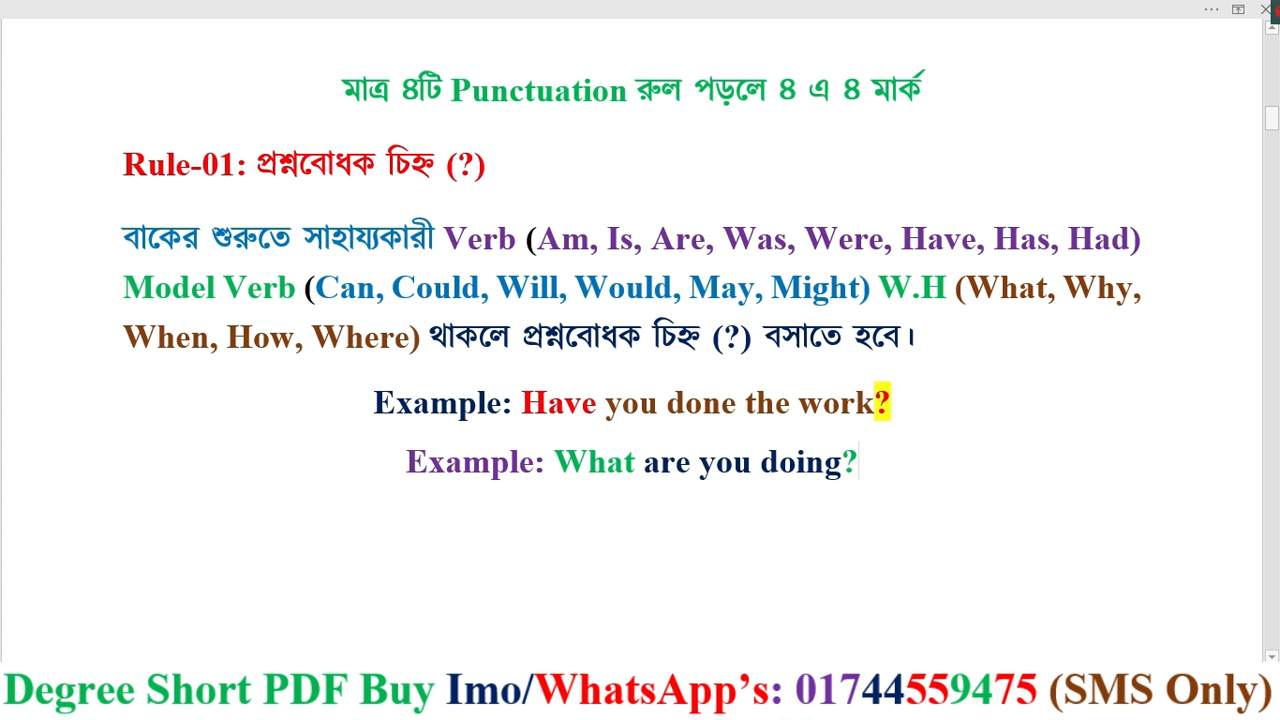 মাত্র ৪টি Punctuation রুল পড়লে ৪ এ ৪ মার্ক
Rule-01: প্রশ্নবোধক চিহ্ন (?)
বাকের শুরুতে সাহায্যকারী Verb (Am, Is, Are, Was, Were, Have, Has, Had)
Model Verb (Can, Could, Will, Would, May, Might) W.H (What, Why,
When, How, Where) থাকলে প্রশ্নবোধক চিহ্ন (?) বসাতে হবে।
Example: Have you done the work?
Example: What are you doing?
Degree Short PDF Buy Imo/WhatsApp’s: 01744559475 (SMS Only)